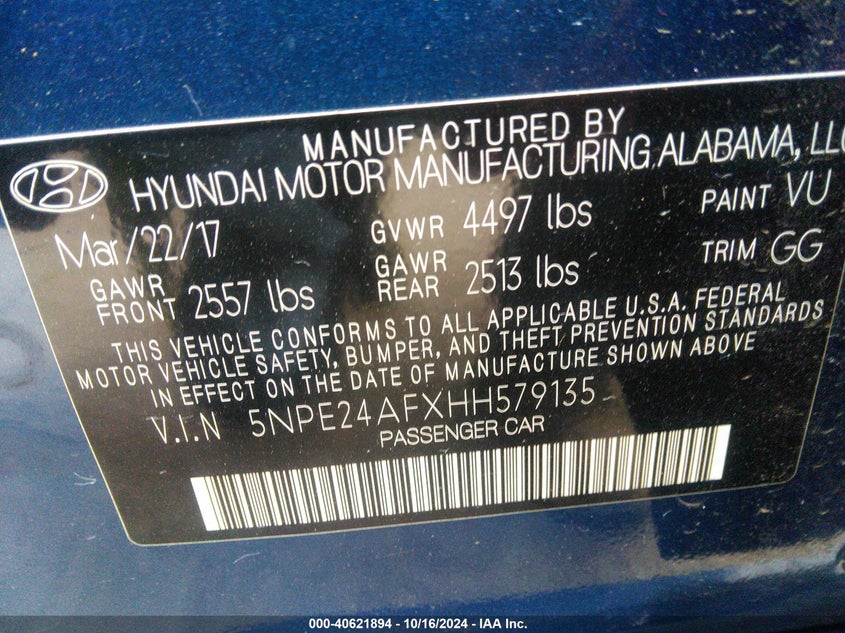 MANUFACTURED BY
HYUNDAI MOTOR MANUFACTURING ALABAMA, LLC
Mar/22/17 GVWR 4497 lbs PAINT VU
GAWR FRONT 2557 lbs GAWR REAR 2513 lbs TRIM GG
THIS VEHICLE CONFORMS TO ALL APPLICABLE U.S.A. FEDERAL
MOTOR VEHICLE SAFETY, BUMPER, AND THEFT PREVENTION STANDARDS
IN EFFECT ON THE DATE OF MANUFACTURE SHOWN ABOVE
V.I.N 5NPE24AFXHH579135
PASSENGER CAR
000-40621894 - 10/16/2024 - IAA Inc.